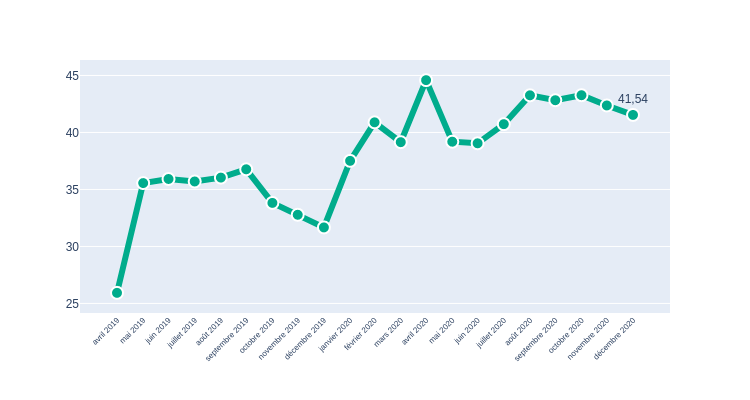 45
41,54
40
35
30
25
avril 2019
mai 2019
juin 2019
juillet 2019
août 2019
septembre 2019
octobre 2019
novembre 2019
décembre 2019
janvier 2020
février 2020
mars 2020
avril 2020
mai 2020
juin 2020
juillet 2020
août 2020
septembre 2020
octobre 2020
novembre 2020
décembre 2020